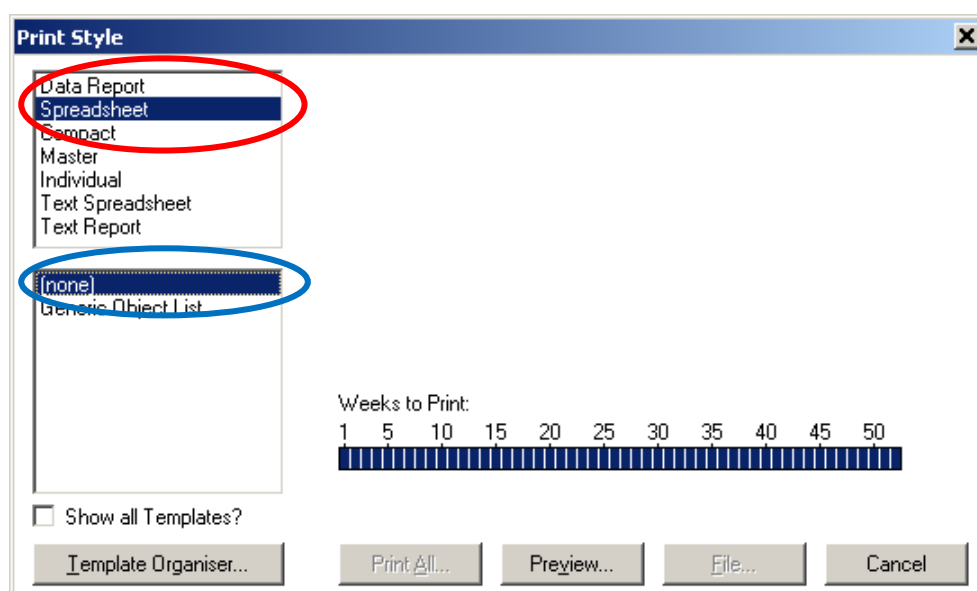 Print Style
Data Report
Spreadsheet
Compact
Master
Individual
Text Spreadsheet
Text Report
(none)
Generic Object List
Weeks to Print:
1 5 10 15 20 25 30 35 40 45 50
Show all Templates?
Template Organiser... Print All... Preview... File... Cancel